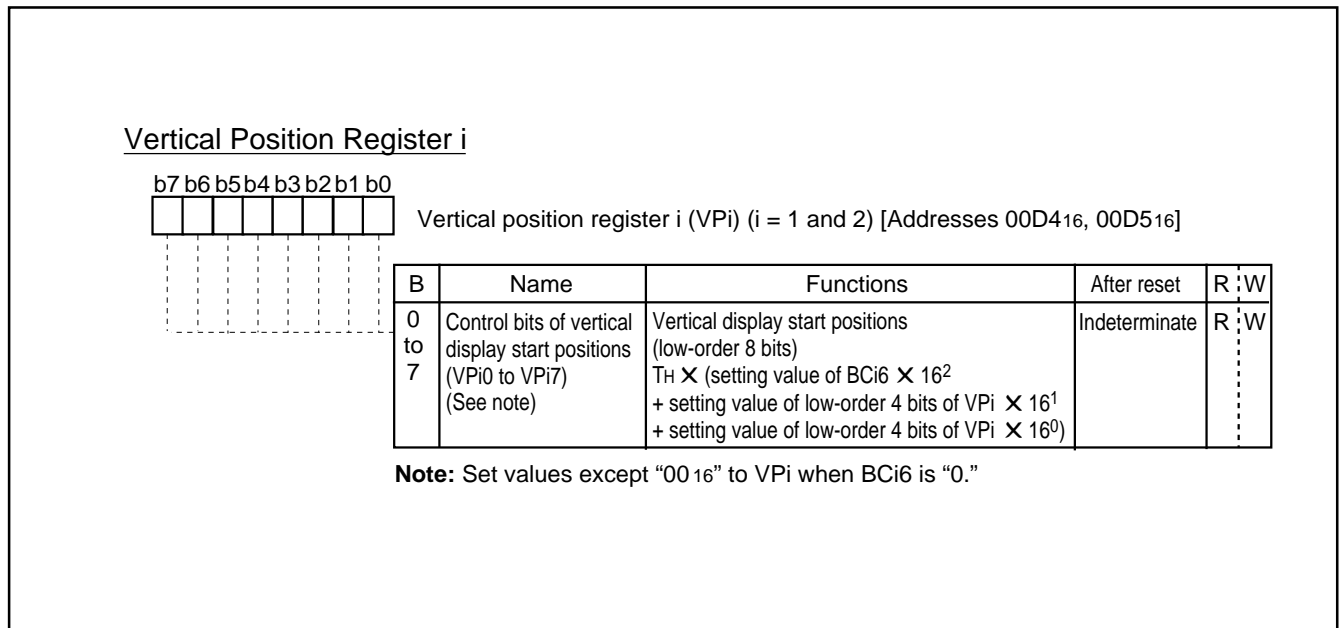 Vertical Position Register i
b7 b6 b5 b4 b3 b2 b1 b0
Vertical position register i (VPi) (i = 1 and 2) [Addresses 00D416, 00D516]
B Name Functions After reset R W
0 to 7
Control bits of vertical
display start positions
(VPi0 to VPi7)
(See note)
Vertical display start positions
(low-order 8 bits)
TH ✕ (setting value of BCi6 ✕ 16²
+ setting value of low-order 4 bits of VPi ✕ 16¹
+ setting value of low-order 4 bits of VPi ✕ 16⁰)
Indeterminate
R W
Note: Set values except “0016” to VPi when BCi6 is “0.”